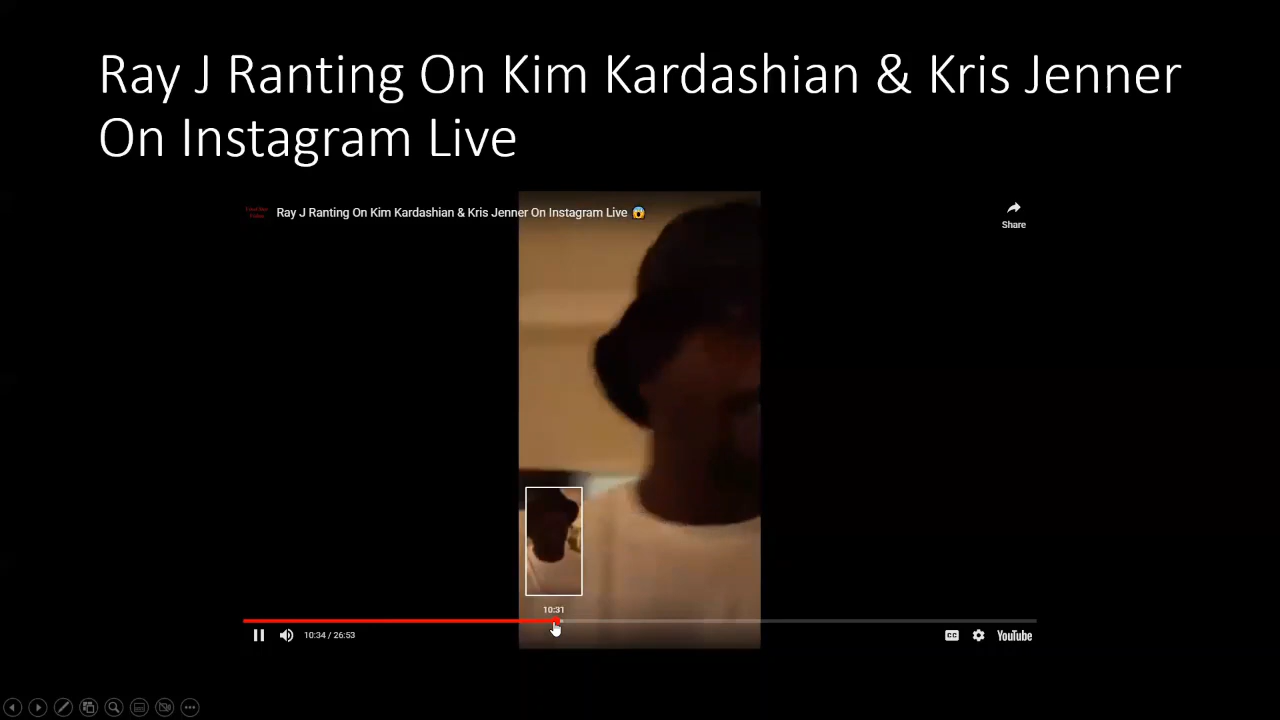 Ray J Ranting On Kim Kardashian & Kris Jenner
On Instagram Live
Ray J Ranting On Kim Kardashian & Kris Jenner On Instagram Live 😱
Share
10:31
10:34 / 26:53
CC
YouTube